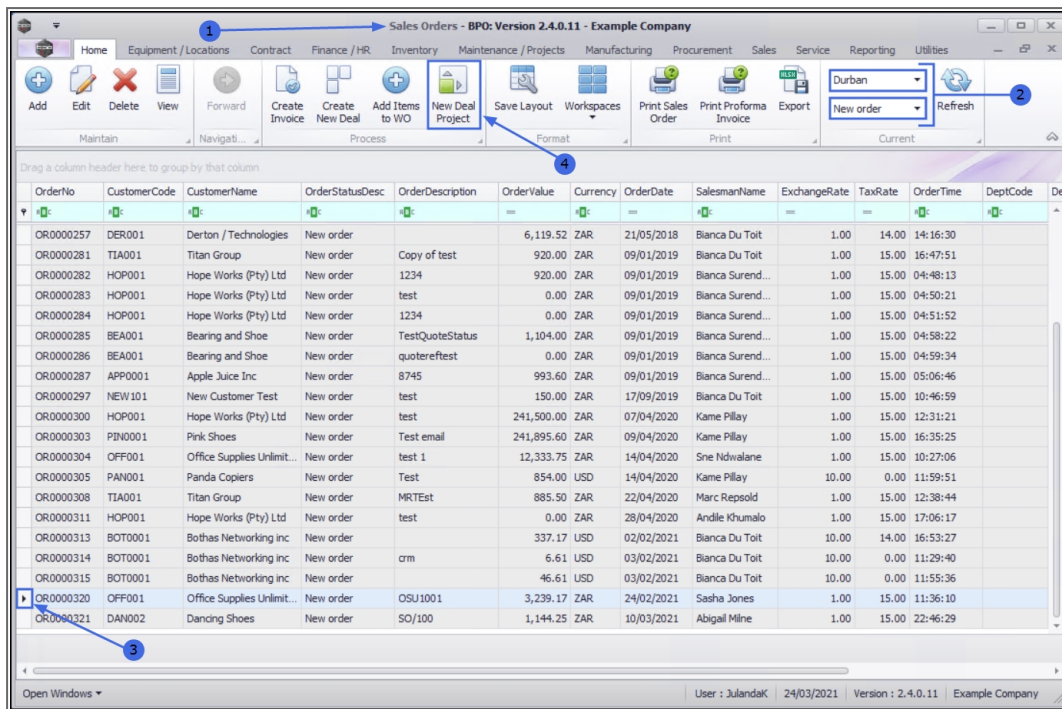 1
Sales Orders - BPO: Version 2.4.0.11 - Example Company
Home Equipment / Locations Contract Finance / HR Inventory Maintenance / Projects Manufacturing Procurement Sales Service Reporting Utilities
Add Edit Delete View Forward Create Invoice Create New Deal Add Items to WO New Deal Project Save Layout Workspaces Print Sales Order Print Proforma Invoice Export Durban New order Refresh 2
Maintain Navigati... Process Format Print Current
4
Drag a column header here to group by that column
OrderNo CustomerCode CustomerName OrderStatusDesc OrderDescription OrderValue Currency OrderDate SalesmanName ExchangeRate TaxRate OrderTime DeptCode De
OR0000257 DER001 Derton / Technologies New order 6,119.52 ZAR 21/05/2018 Bianca Du Toit 1.00 14.00 14:16:30
OR0000281 TIA001 Titan Group New order Copy of test 920.00 ZAR 09/01/2019 Bianca Du Toit 1.00 15.00 16:47:51
OR0000282 HOP001 Hope Works (Pty) Ltd New order 1234 920.00 ZAR 09/01/2019 Bianca Surend... 1.00 15.00 04:48:13
OR0000283 HOP001 Hope Works (Pty) Ltd New order test 0.00 ZAR 09/01/2019 Bianca Surend... 1.00 15.00 04:50:21
OR0000284 HOP001 Hope Works (Pty) Ltd New order 1234 0.00 ZAR 09/01/2019 Bianca Surend... 1.00 15.00 04:51:52
OR0000285 BEA001 Bearing and Shoe New order TestQuoteStatus 1,104.00 ZAR 09/01/2019 Bianca Surend... 1.00 15.00 04:58:22
OR0000286 BEA001 Bearing and Shoe New order quotereftest 0.00 ZAR 09/01/2019 Bianca Surend... 1.00 15.00 04:59:34
OR0000287 APP0001 Apple Juice Inc New order 8745 993.60 ZAR 09/01/2019 Bianca Surend... 1.00 15.00 05:06:46
OR0000297 NEW101 New Customer Test New order test 150.00 ZAR 17/09/2019 Bianca Du Toit 1.00 15.00 10:46:59
OR0000300 HOP001 Hope Works (Pty) Ltd New order test 241,500.00 ZAR 07/04/2020 Kame Pillay 1.00 15.00 12:31:21
OR0000303 PIN0001 Pink Shoes New order Test email 241,895.60 ZAR 09/04/2020 Kame Pillay 1.00 15.00 16:35:25
OR0000304 OFF001 Office Supplies Unlimit... New order test 1 12,333.75 ZAR 14/04/2020 Sne Ndwalane 1.00 15.00 10:27:06
OR0000305 PAN001 Panda Copiers New order Test 854.00 USD 14/04/2020 Kame Pillay 10.00 0.00 11:59:51
OR0000308 TIA001 Titan Group New order MRTEst 885.50 ZAR 22/04/2020 Marc Repsold 1.00 15.00 12:38:44
OR0000311 HOP001 Hope Works (Pty) Ltd New order test 0.00 ZAR 28/04/2020 Andile Khumalo 1.00 15.00 17:06:17
OR0000313 BOT0001 Bothas Networking inc New order 337.17 USD 02/02/2021 Bianca Du Toit 10.00 14.00 16:53:27
OR0000314 BOT0001 Bothas Networking inc New order crm 6.61 USD 03/02/2021 Bianca Du Toit 10.00 0.00 11:29:40
OR0000315 BOT0001 Bothas Networking inc New order 46.61 USD 03/02/2021 Bianca Du Toit 10.00 0.00 11:55:36
OR0000320 OFF001 Office Supplies Unlimit... New order OSU1001 3,239.17 ZAR 24/02/2021 Sasha Jones 1.00 15.00 11:36:10
OR0000321 DAN002 Dancing Shoes New order SO/100 1,144.25 ZAR 10/03/2021 Abigail Milne 1.00 15.00 22:46:29
3
Open Windows User : JulandaK 24/03/2021 Version : 2.4.0.11 Example Company